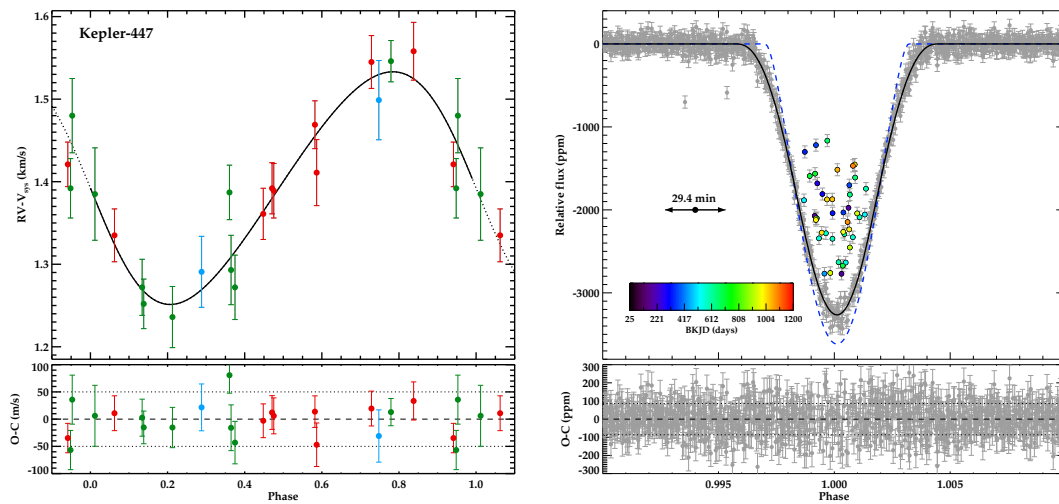 Kepler-447
RV-V_sys (km/s)
1.6
1.5
1.4
1.3
1.2
O-C (m/s)
100
50
0
-50
-100
0.0 0.2 0.4 0.6 0.8 1.0
Phase
Relative flux (ppm)
0
-1000
-2000
-3000
29.4 min
25 221 417 612 808 1004 1200
BKJD (days)
O-C (ppm)
300
200
100
0
-100
-200
-300
0.995 1.000 1.005
Phase